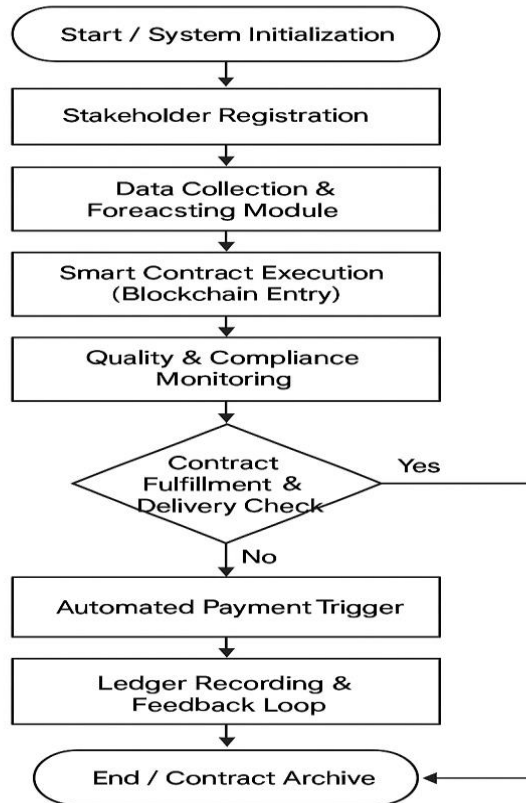 Start / System Initialization
Stakeholder Registration
Data Collection &
Foreacsting Module
Smart Contract Execution
(Blockchain Entry)
Quality & Compliance
Monitoring
Contract
Fulfillment &
Delivery Check
Yes
No
Automated Payment Trigger
Ledger Recording &
Feedback Loop
End / Contract Archive